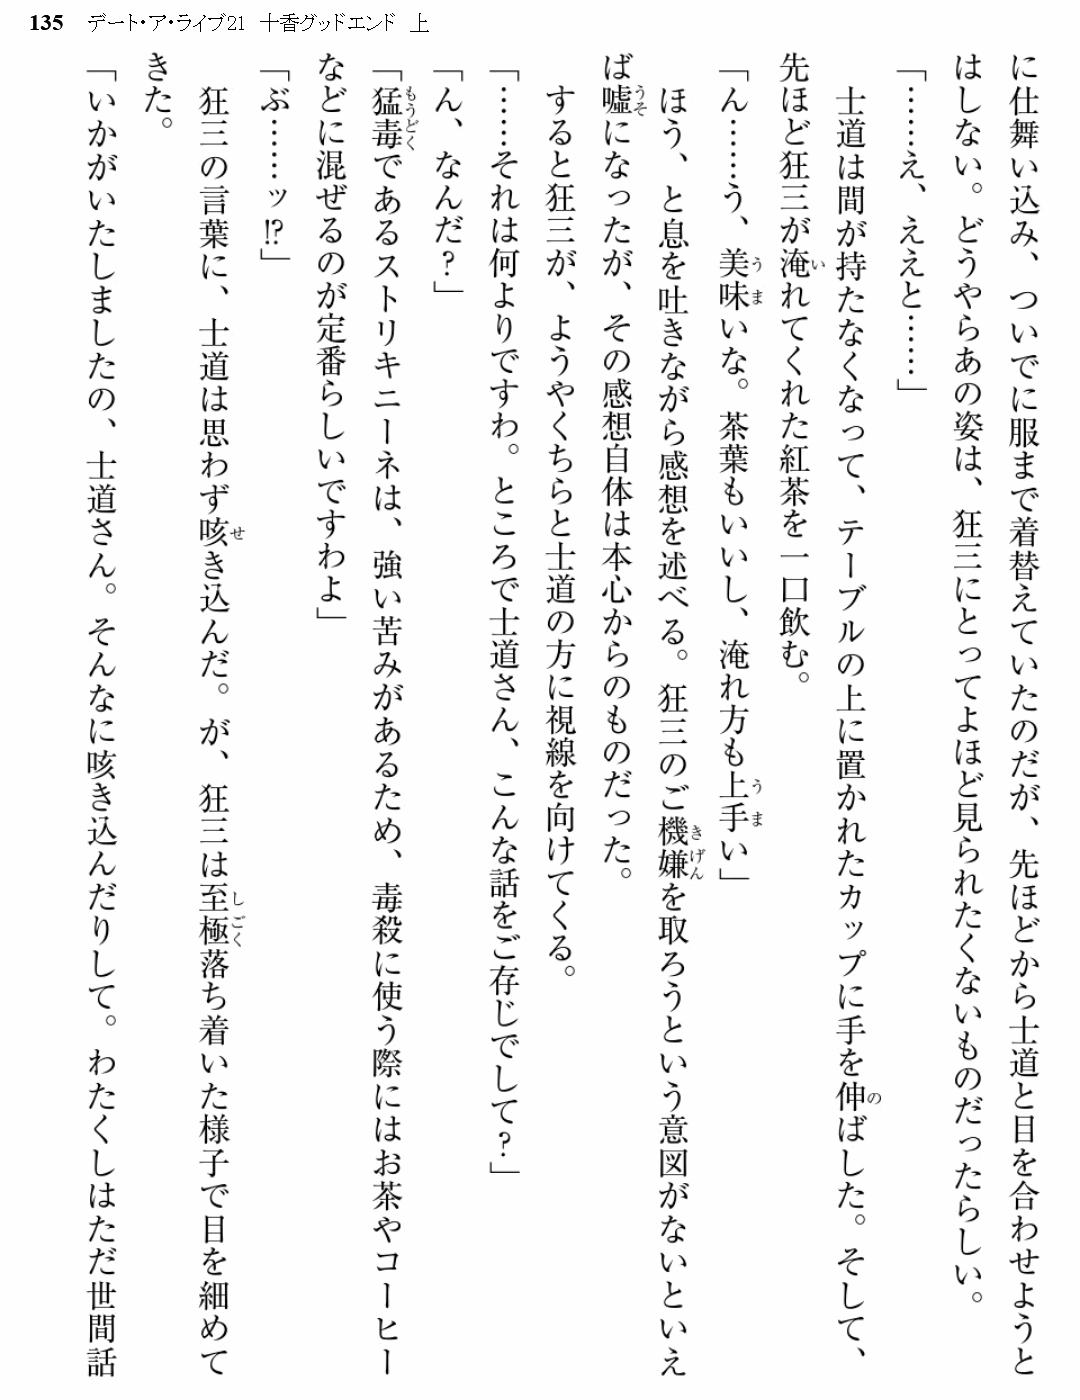 135 デート・ア・ライブ21 十香グッドエンド 上
に仕舞い込み、ついでに服まで着替えていたのだが、先ほどから士道と目を合わせようと
はしない。どうやらあの姿は、狂三にとってよほど見られたくないものだったらしい。
「……え、ええと……」
士道は間が持たなくなって、テーブルの上に置かれたカップに手を伸ばした。そして、
先ほど狂三が淹れてくれた紅茶を一口飲む。
「ん……う、美味いな。茶葉もいいし、淹れ方も上手い」
ほう、と息を吐きながら感想を述べる。狂三のご機嫌を取ろうという意図がないといえ
ば嘘になったが、その感想自体は本心からのものだった。
すると狂三が、ようやくちらと士道の方に視線を向けてくる。
「……それは何よりですわ。ところで士道さん、こんな話をご存じでして?」
「ん、なんだ?」
「猛毒であるストリキニーネは、強い苦みがあるため、毒殺に使う際にはお茶やコーヒー
などに混ぜるのが定番らしいですわよ」
「ぶ……ッ!?」
狂三の言葉に、士道は思わず咳き込んだ。が、狂三は至極落ち着いた様子で目を細めて
きた。
「いかがいたしましたの、士道さん。そんなに咳き込んだりして。わたくしはただ世間話